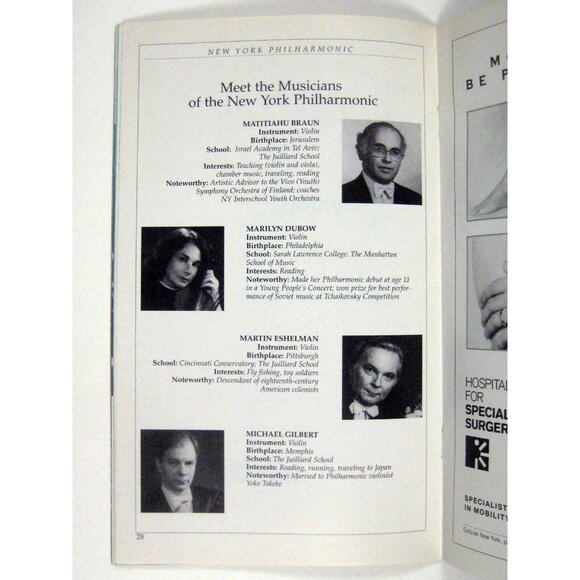 NEW YORK PHILHARMONIC
Meet the Musicians
of the New York Philharmonic
MATITIAHU BRAUN
Instrument: Violin
Birthplace: Jerusalem
School: Israel Academy in Tel Aviv;
The Juilliard School
Interests: Teaching (violin and viola),
chamber music, traveling, reading
Noteworthy: Artistic Advisor to the Vivo (Youth)
Symphony Orchestra of Finland; coaches
NY Interschool Youth Orchestra
MARILYN DUBOW
Instrument: Violin
Birthplace: Philadelphia
School: Sarah Lawrence College: The Manhattan
School of Music
Interests: Reading
Noteworthy: Made her Philharmonic debut at age 11
in a Young People's Concert; won prize for best perfor-
mance of Soviet music at Tchaikovsky Competition
MARTIN ESHELMAN
Instrument: Violin
Birthplace: Pittsburgh
School: Cincinnati Conservatory; The Juilliard School
Interests: Fly fishing, toy soldiers
Noteworthy: Descendant of eighteenth-century
American colonists
MICHAEL GILBERT
Instrument: Violin
Birthplace: Memphis
School: The Juilliard School
Interests: Reading, running, traveling to Japan
Noteworthy: Married to Philharmonic violinist
Yoko Takebe
28
M
BE P
HOSPITAL
FOR
SPECIAL
SURGER
SPECIALIST
IN MOBILITY
Outside New York, p